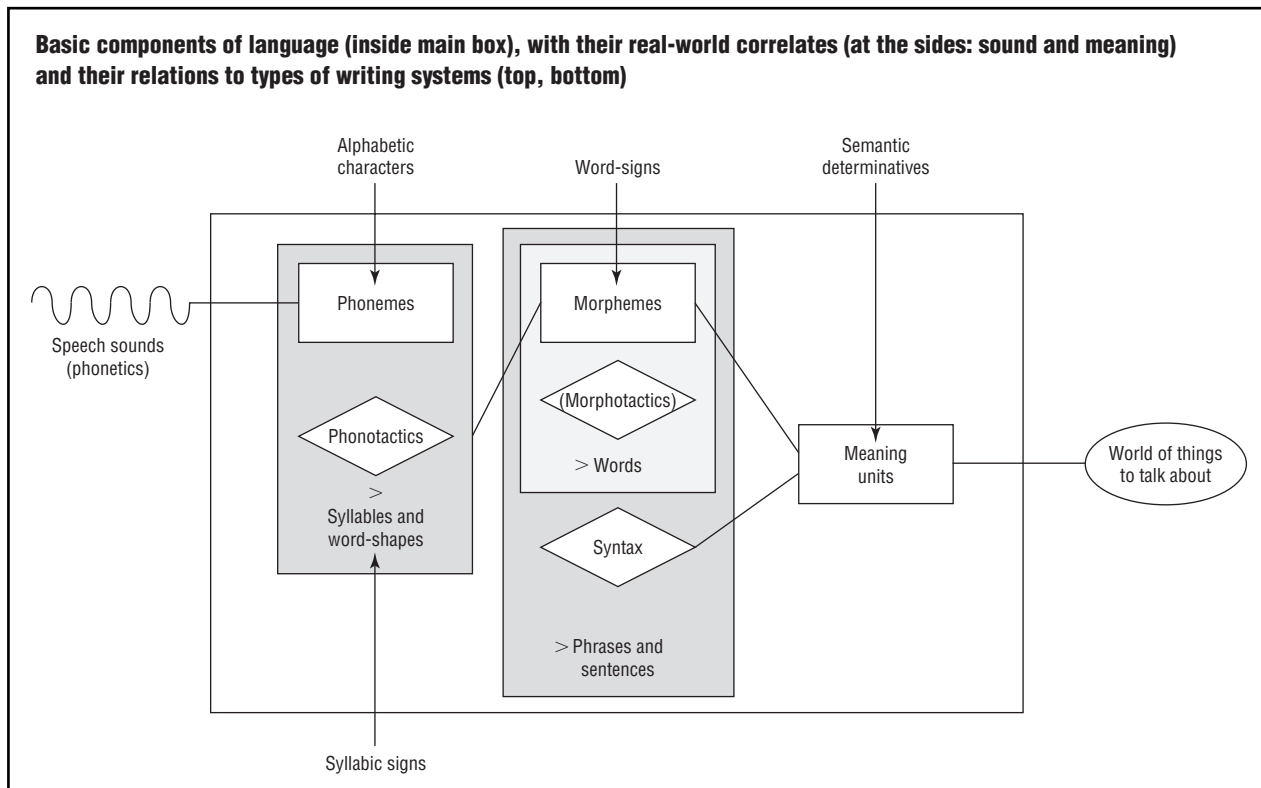 Basic components of language (inside main box), with their real-world correlates (at the sides: sound and meaning)
and their relations to types of writing systems (top, bottom)
Alphabetic
characters
Word-signs
Semantic
determinatives
Speech sounds
(phonetics)
Phonemes
Phonotactics
>
Syllables and
word-shapes
Syllabic signs
Morphemes
(Morphotactics)
> Words
Syntax
> Phrases and
sentences
Meaning
units
World of things
to talk about